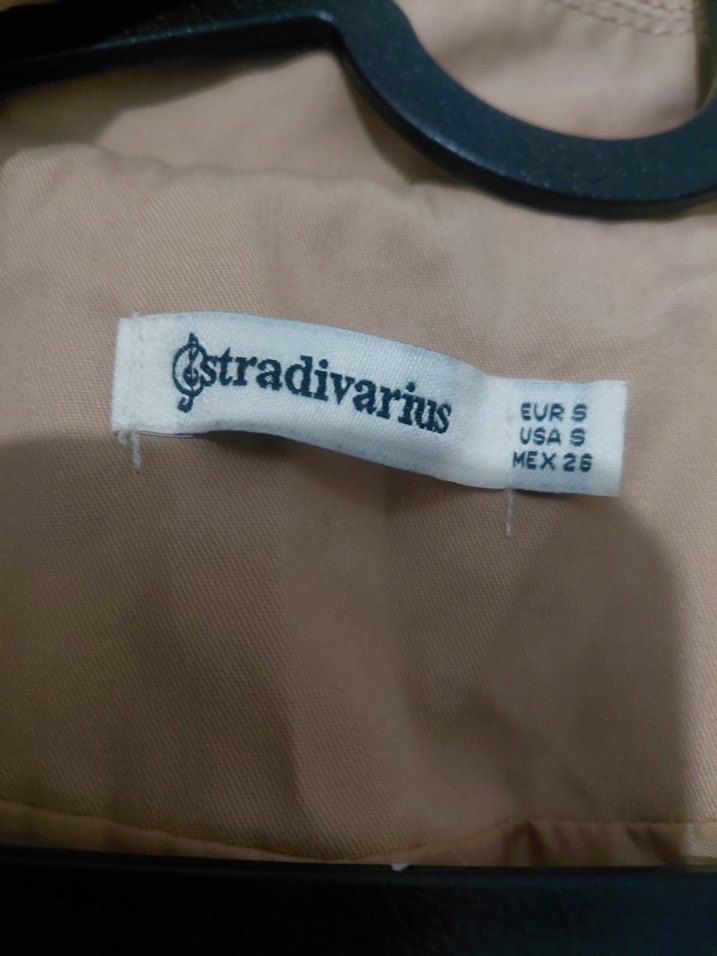 stradivarius
EUR S
USA S
MEX 26